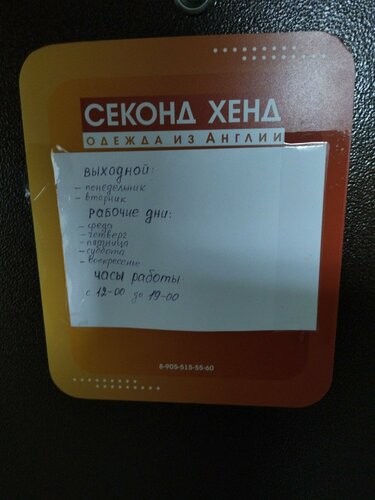 СЕКОНД ХЕНД
ОДЕЖДА ИЗ АНГЛИИ
ВЫХОДНОЙ:
– понедельник
– вторник
РАБОЧИЕ ДНИ:
– среда
– четверг
– пятница
– суббота
– воскресенье
ЧАСЫ РАБОТЫ
с 12-00 до 19-00
8-905-515-55-60